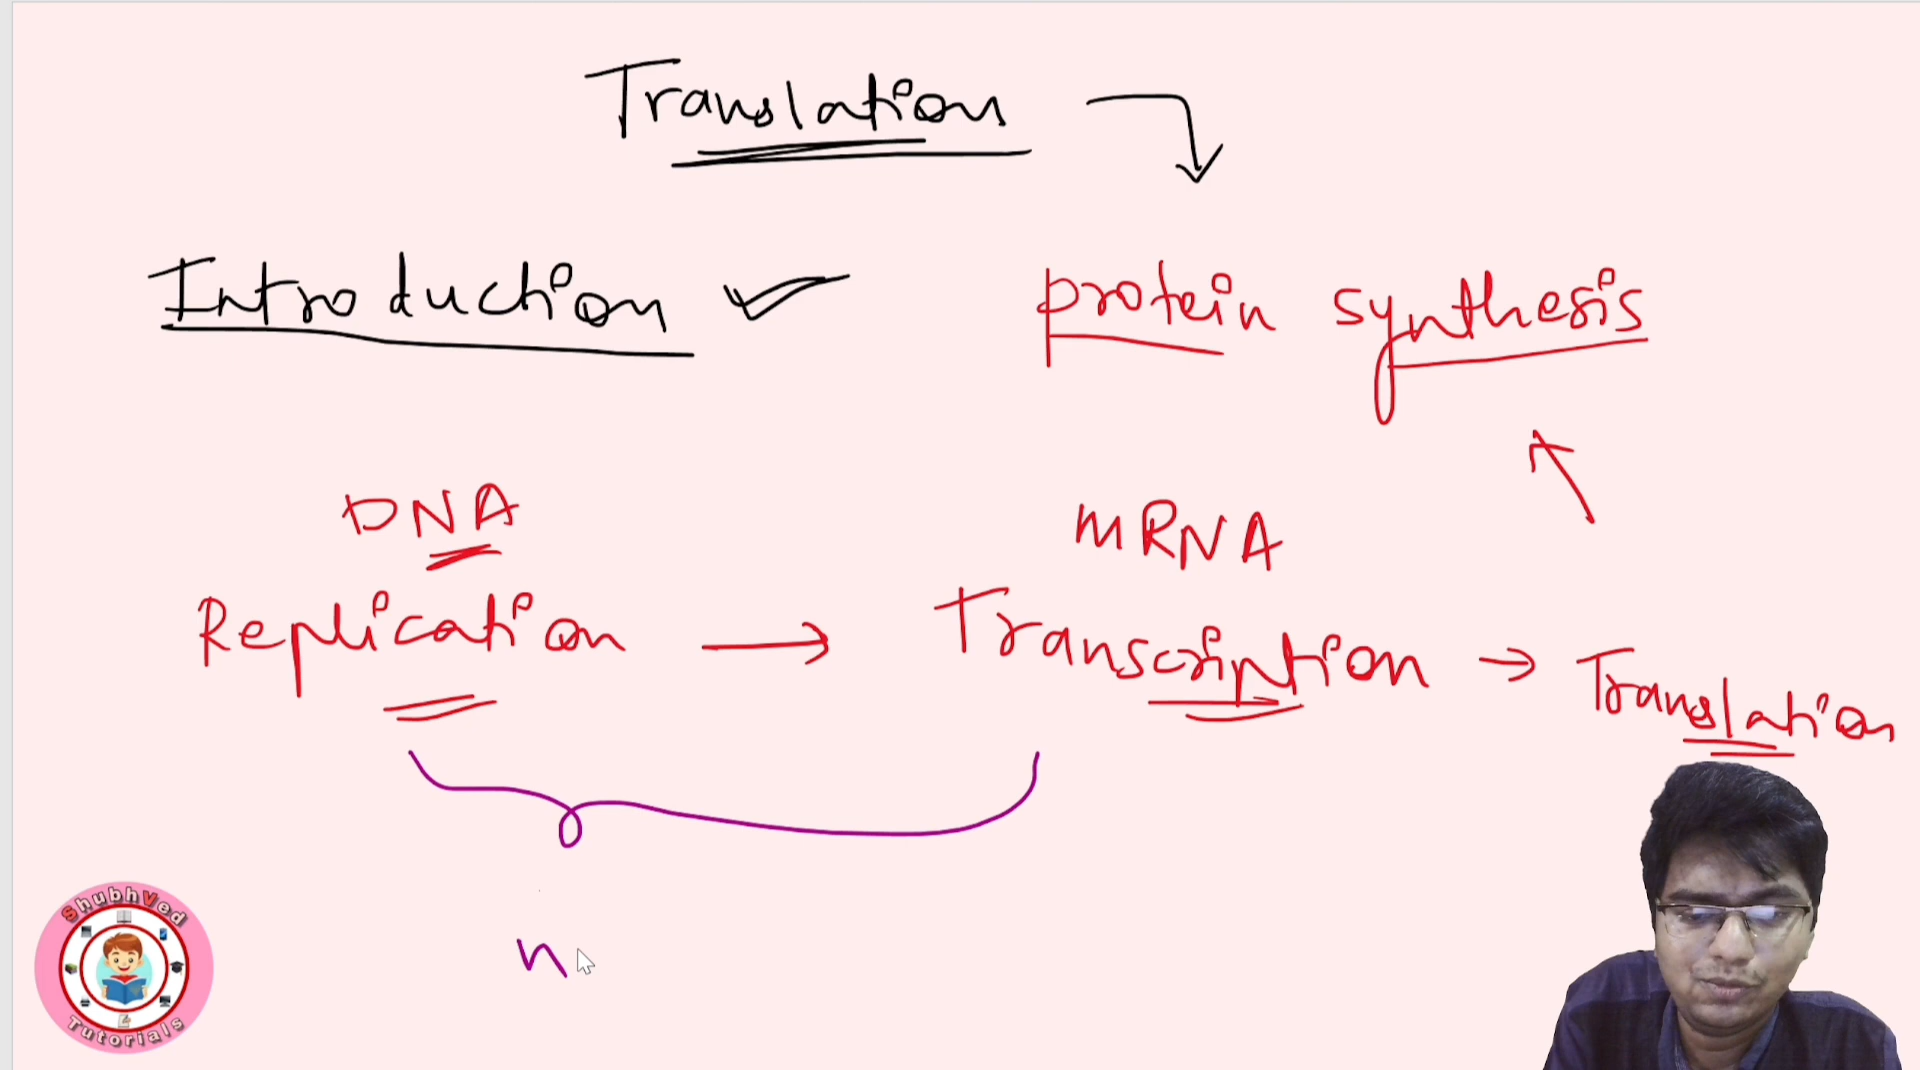 Translation
Introduction
protein synthesis
DNA
mRNA
Replication → Transcription → Translation
n
ShubhVed
Tutorials